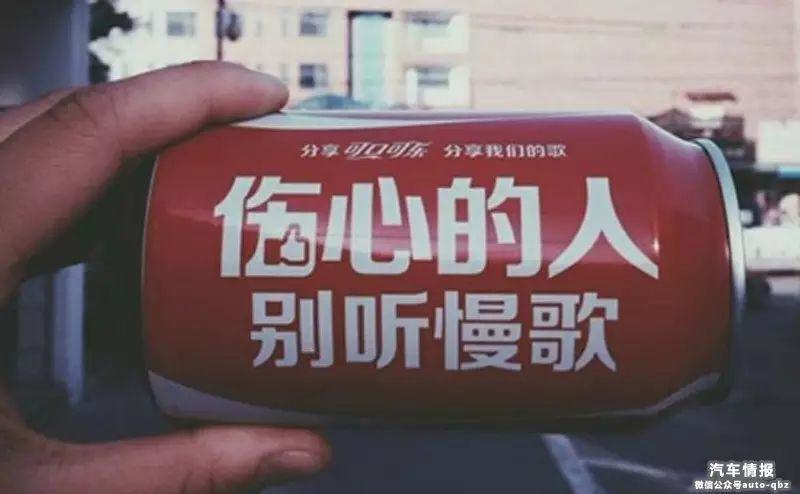 分享 可口可乐 分享我们的歌
伤心的人
别听慢歌
汽车情报
微信公众号auto-qbz